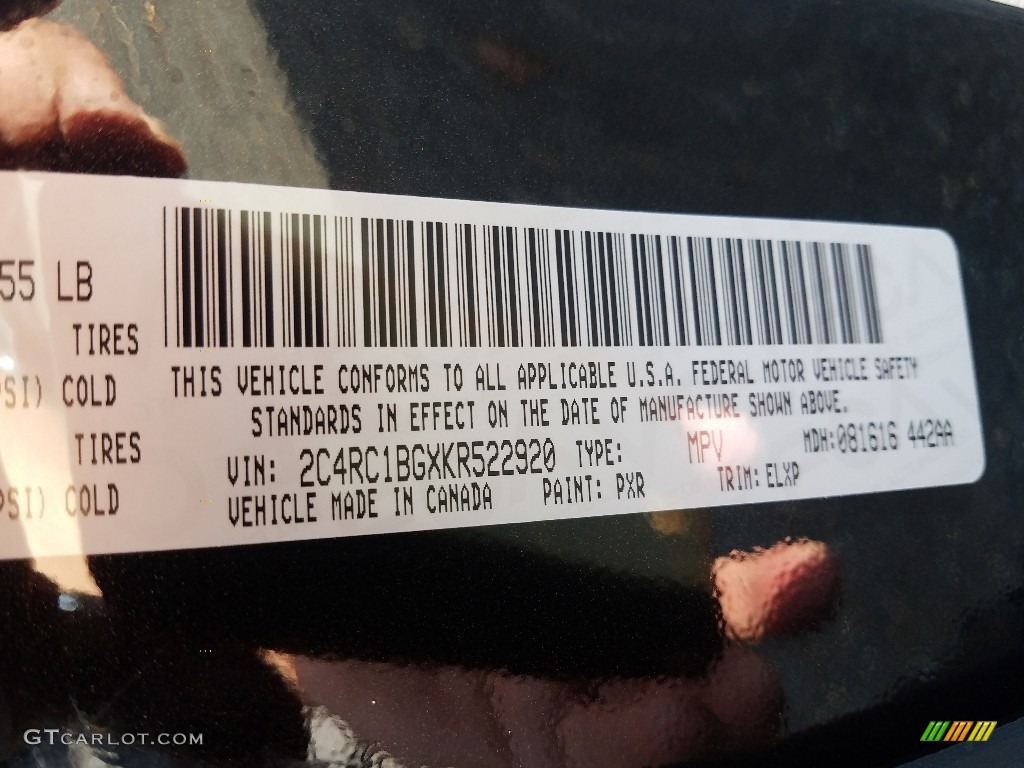 55 LB
TIRES
PSI) COLD
TIRES
PSI) COLD
THIS VEHICLE CONFORMS TO ALL APPLICABLE U.S.A. FEDERAL MOTOR VEHICLE SAFETY
STANDARDS IN EFFECT ON THE DATE OF MANUFACTURE SHOWN ABOVE.
VIN: 2C4RC1BGXKR522920 TYPE: MPV MDH:081616 442AA
VEHICLE MADE IN CANADA PAINT: PXR TRIM: ELXP
GTCARLOT.COM